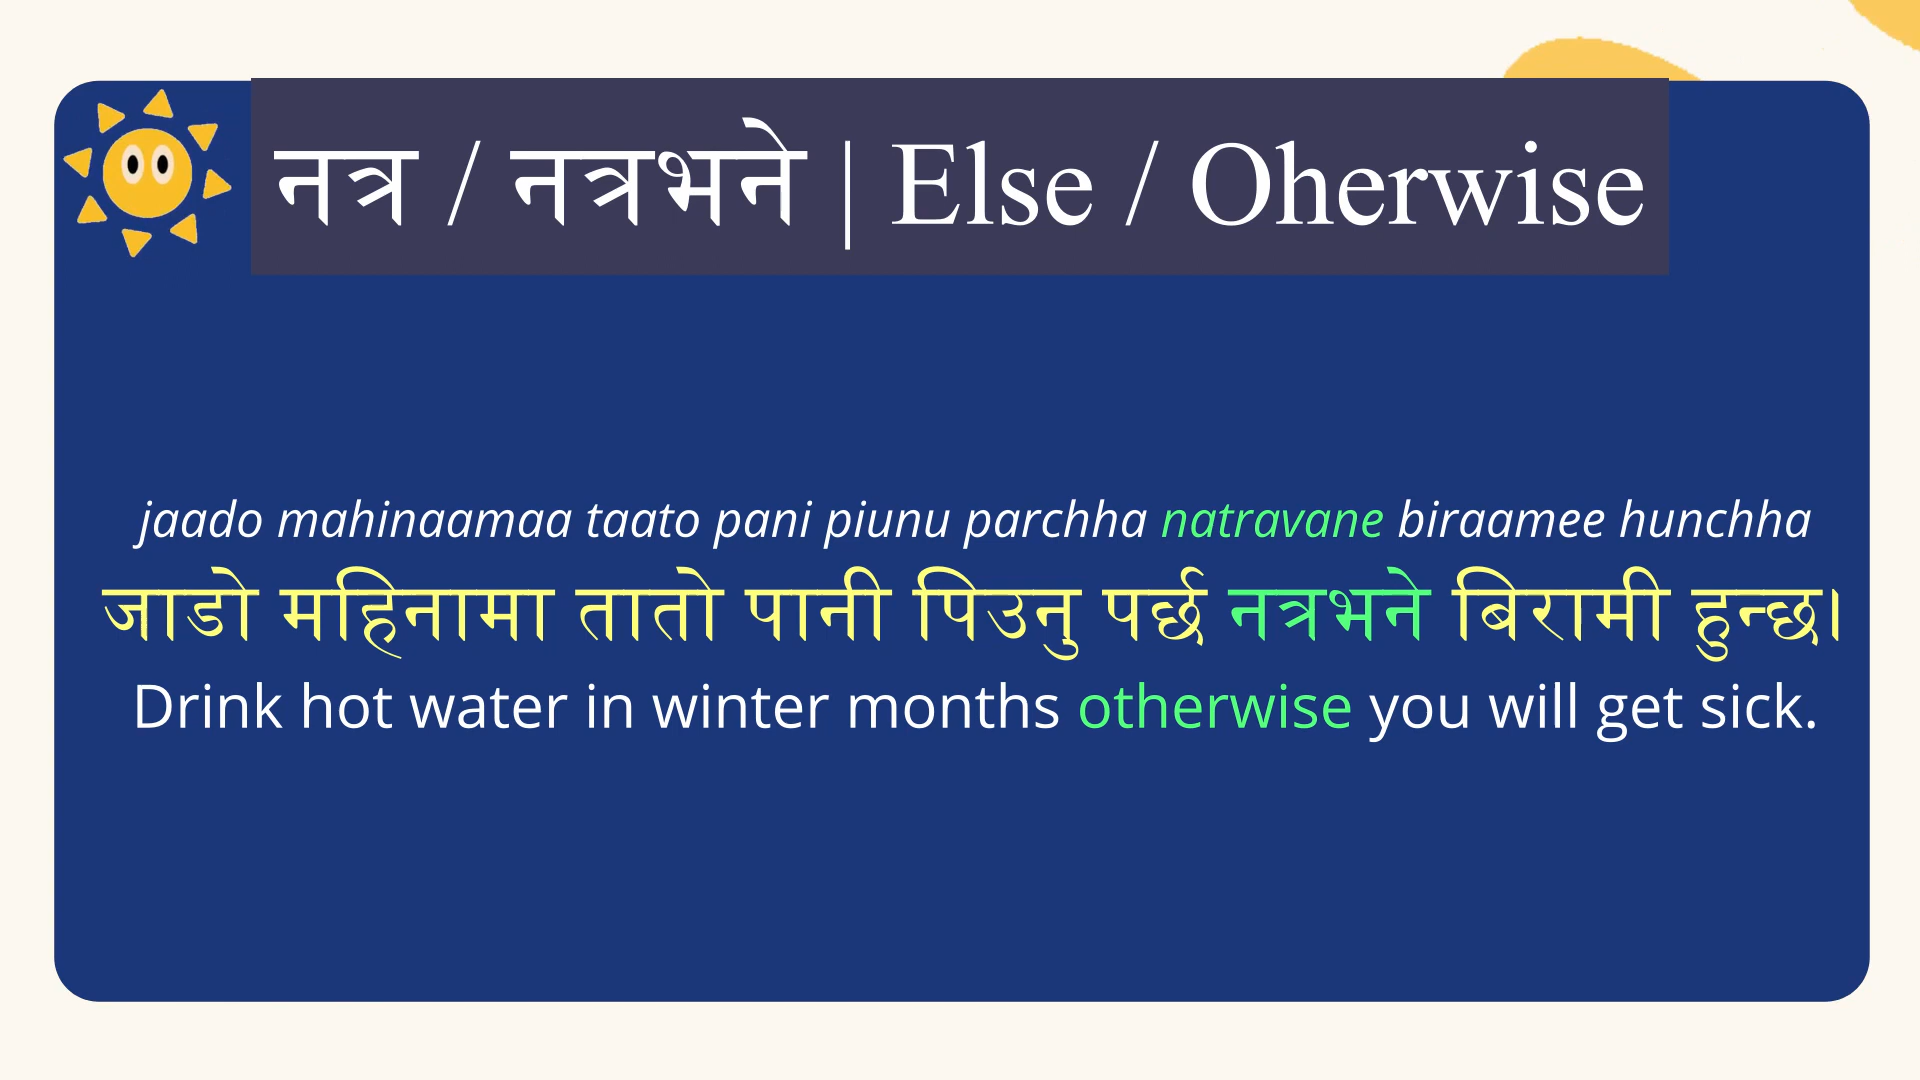 नत्र / नत्रभने | Else / Oherwise
jaado mahinaamaa taato pani piunu parchha natravane biraamee hunchha
जाडो महिनामा तातो पानी पिउनु पर्छ नत्रभने बिरामी हुन्छ।
Drink hot water in winter months otherwise you will get sick.